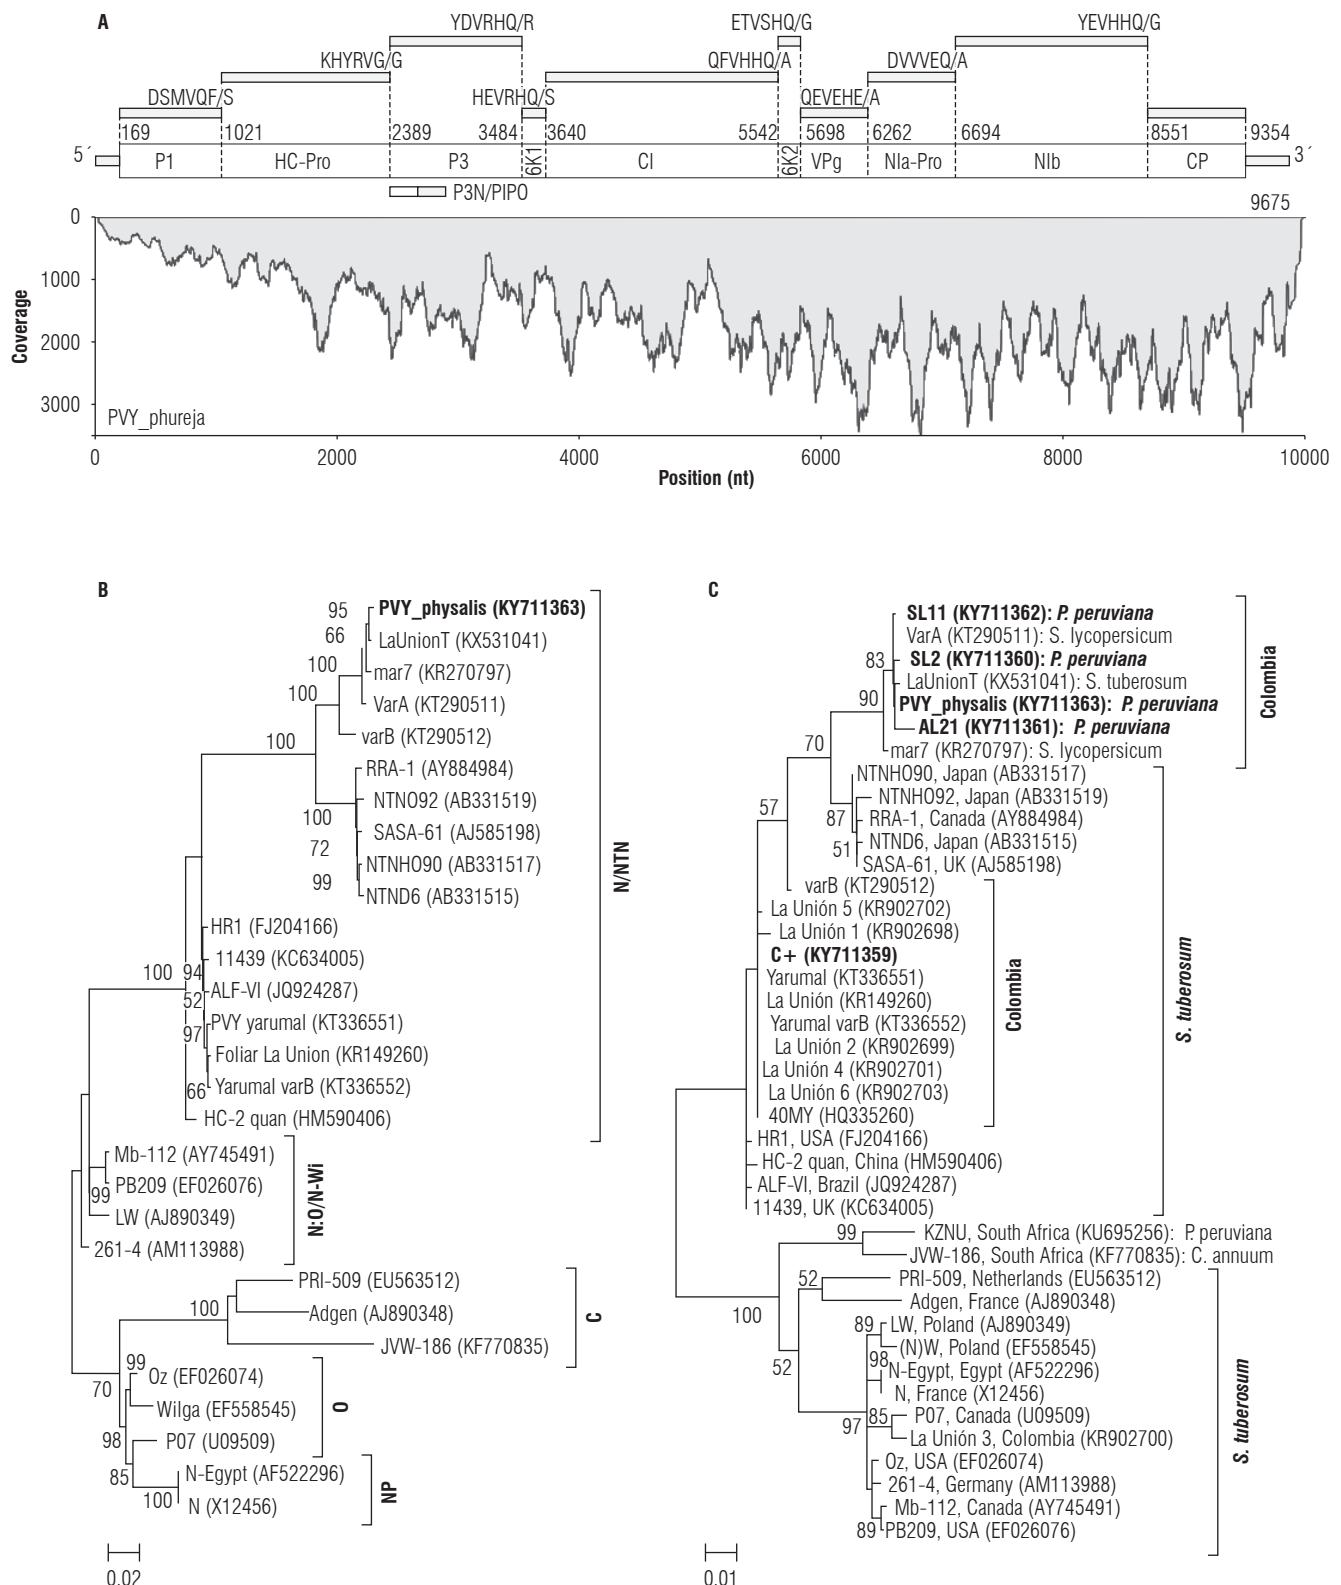 A
YDVRHQ/R
ETVSHQ/G
YEVHHQ/G
KHYRVG/G
QFVHHQ/A
DVVVEQ/A
DSMVQF/S
HEVRHQ/S
QEVEHE/A
169
1021
2389
3484
3640
5542
5698
6262
6694
8551
9354
5´
P1
HC-Pro
P3
6K1
CI
6K2
VPg
NIa-Pro
NIb
CP
3´
P3N/PIPO
9675
0
1000
2000
3000
Coverage
PVY_phureja
0
2000
4000
6000
8000
10000
Position (nt)
B
95
PVY_physalis (KY711363)
66
LaUnionT (KX531041)
100
mar7 (KR270797)
100
VarA (KT290511)
100
varB (KT290512)
RRA-1 (AY884984)
NTNO92 (AB331519)
100
SASA-61 (AJ585198)
72
NTNHO90 (AB331517)
99
NTND6 (AB331515)
N/NTN
HR1 (FJ204166)
11439 (KC634005)
100
94
ALF-VI (JQ924287)
52
PVY yarumal (KT336551)
97
Foliar La Union (KR149260)
66
Yarumal varB (KT336552)
HC-2 quan (HM590406)
Mb-112 (AY745491)
PB209 (EF026076)
99
LW (AJ890349)
261-4 (AM113988)
N:O/N-Wi
PRI-509 (EU563512)
100
Adgen (AJ890348)
JVW-186 (KF770835)
C
99
Oz (EF026074)
70
Wilga (EF558545)
O
98
P07 (U09509)
85
N-Egypt (AF522296)
100
N (X12456)
NP
0.02
C
SL11 (KY711362): P. peruviana
VarA (KT290511): S. lycopersicum
83
SL2 (KY711360): P. peruviana
LaUnionT (KX531041): S. tuberosum
90
PVY_physalis (KY711363): P. peruviana
AL21 (KY711361): P. peruviana
70
mar7 (KR270797): S. lycopersicum
Colombia
NTNHO90, Japan (AB331517)
NTNHO92, Japan (AB331519)
57
87
RRA-1, Canada (AY884984)
NTND6, Japan (AB331515)
51
SASA-61, UK (AJ585198)
varB (KT290512)
La Unión 5 (KR902702)
La Unión 1 (KR902698)
C+ (KY711359)
Yarumal (KT336551)
La Unión (KR149260)
Yarumal varB (KT336552)
La Unión 2 (KR902699)
La Unión 4 (KR902701)
La Unión 6 (KR902703)
40MY (HQ335260)
Colombia
HR1, USA (FJ204166)
HC-2 quan, China (HM590406)
ALF-VI, Brazil (JQ924287)
11439, UK (KC634005)
S. tuberosum
99
KZNU, South Africa (KU695256): P. peruviana
JVW-186, South Africa (KF770835): C. annuum
52
PRI-509, Netherlands (EU563512)
Adgen, France (AJ890348)
100
89
LW, Poland (AJ890349)
(N)W, Poland (EF558545)
52
98
N-Egypt, Egypt (AF522296)
N, France (X12456)
97
85
P07, Canada (U09509)
La Unión 3, Colombia (KR902700)
Oz, USA (EF026074)
261-4, Germany (AM113988)
Mb-112, Canada (AY745491)
89
PB209, USA (EF026076)
S. tuberosum
0.01